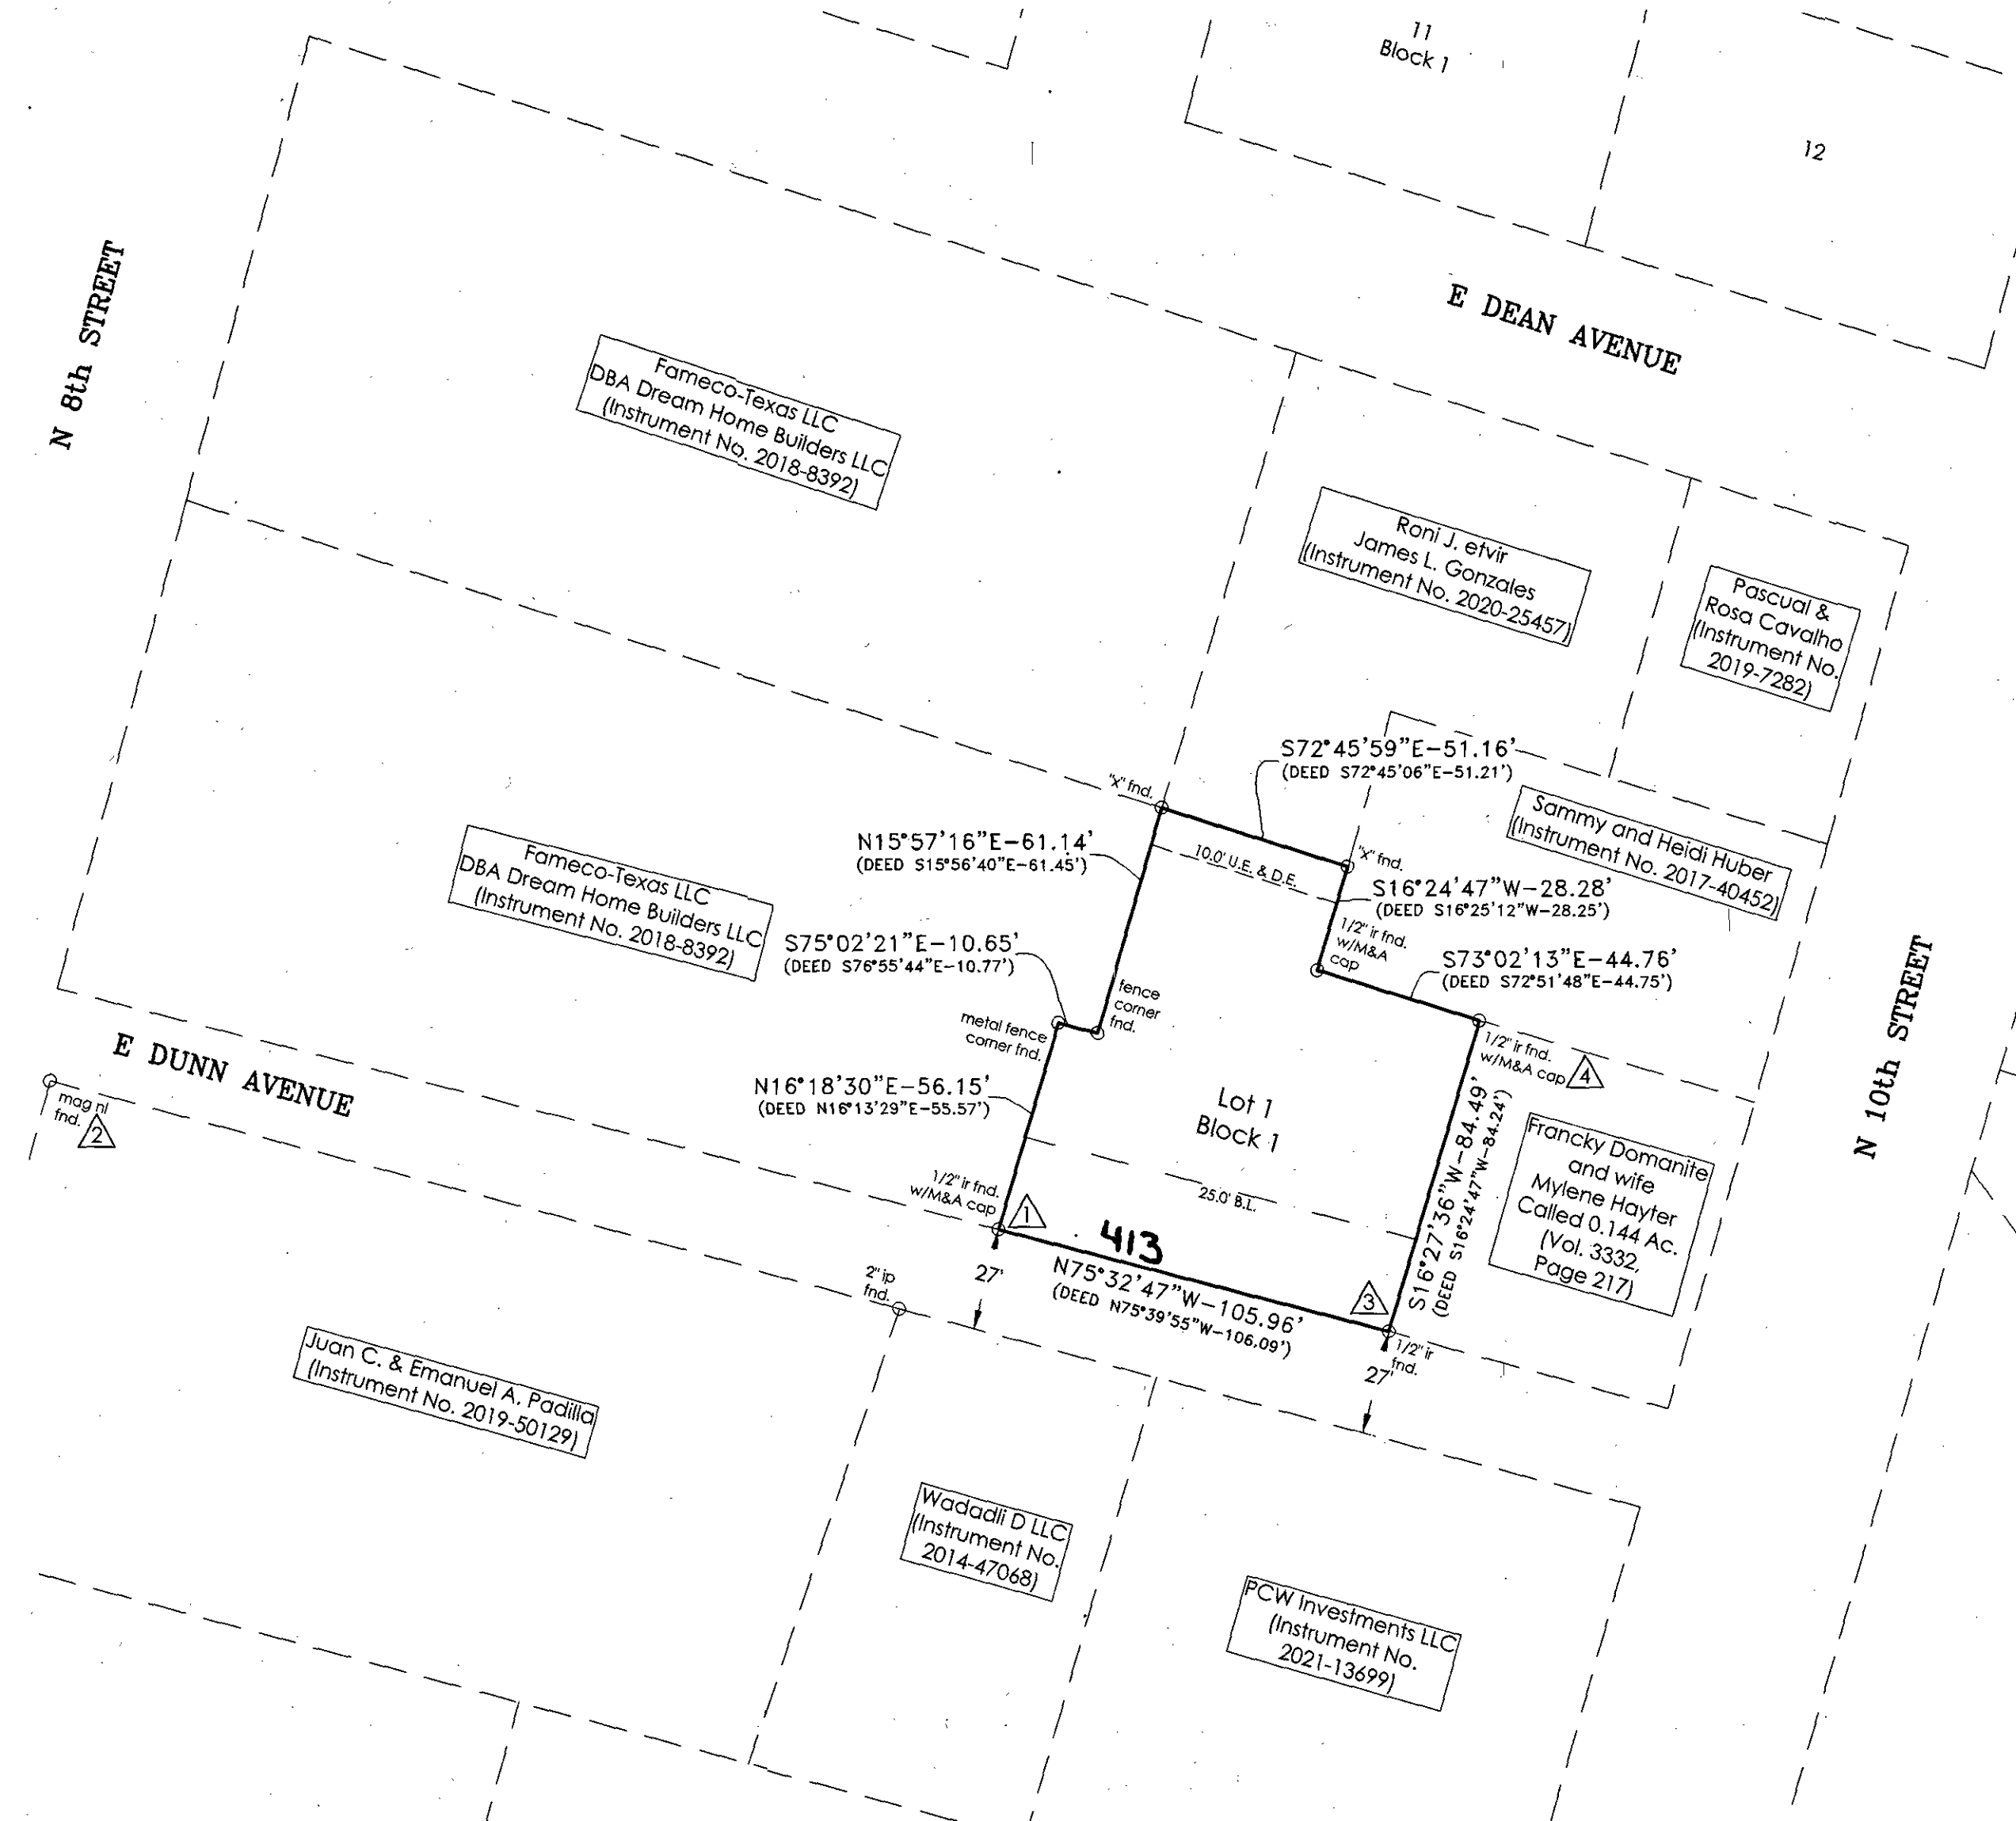 11
Block 1
12
E DEAN AVENUE
N 8th STREET
Fameco-Texas LLC
DBA Dream Home Builders LLC
(Instrument No. 2018-8392)
Roni J. etvir
James L. Gonzales
(Instrument No. 2020-25457)
Pascual &
Rosa Cavalho
(Instrument No.
2019-7282)
S72°45'59"E-51.16'
(DEED S72°45'06"E-51.21')
"X" fnd.
Sammy and Heidi Huber
(Instrument No. 2017-40452)
N15°57'16"E-61.14'
(DEED S15°56'40"E-61.45')
10.0' U.E. & D.E.
"X" fnd.
S16°24'47"W-28.28'
(DEED S16°25'12"W-28.25')
Fameco-Texas LLC
DBA Dream Home Builders LLC
(Instrument No. 2018-8392)
1/2" ir fnd.
w/M&A
cap
S75°02'21"E-10.65'
(DEED S76°55'44"E-10.77')
S73°02'13"E-44.76'
(DEED S72°51'48"E-44.75')
N 10th STREET
fence
corner
fnd.
metal fence
corner fnd.
1/2" ir fnd.
w/M&A cap
4
E DUNN AVENUE
mag nl
fnd.
2
N16°18'30"E-56.15'
(DEED N16°13'29"E-55.57')
Lot 1
Block 1
S16°27'36"W-84.49'
(DEED S16°24'47"W-84.24')
Francky Domanite
and wife
Mylene Hayter
Called 0.144 Ac.
(Vol. 3332,
Page 217)
1/2" ir fnd.
w/M&A cap
1
25.0' B.L.
413
N75°32'47"W-105.96'
(DEED N75°39'55"W-106.09')
3
27'
2" ip
fnd.
1/2" ir
fnd.
27'
Juan C. & Emanuel A. Padilla
(Instrument No. 2019-50129)
Wadadli D LLC
(Instrument No.
2014-47068)
PCW Investments LLC
(Instrument No.
2021-13699)